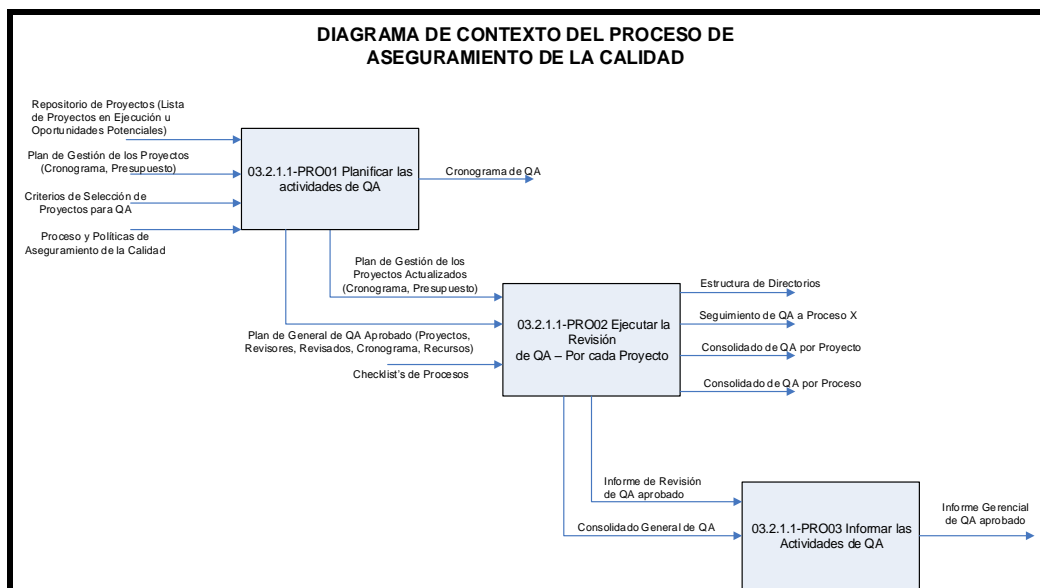 DIAGRAMA DE CONTEXTO DEL PROCESO DE
ASEGURAMIENTO DE LA CALIDAD
Repositorio de Proyectos (Lista
de Proyectos en Ejecución u
Oportunidades Potenciales)
Plan de Gestión de los Proyectos
(Cronograma, Presupuesto)
Criterios de Selección de
Proyectos para QA
Proceso y Políticas de
Aseguramiento de la Calidad
03.2.1.1-PRO01 Planificar las
actividades de QA
Cronograma de QA
Plan de Gestión de los
Proyectos Actualizados
(Cronograma, Presupuesto)
Plan de General de QA Aprobado (Proyectos,
Revisores, Revisados, Cronograma, Recursos)
Checklist's de Procesos
03.2.1.1-PRO02 Ejecutar la
Revisión
de QA – Por cada Proyecto
Estructura de Directorios
Seguimiento de QA a Proceso X
Consolidado de QA por Proyecto
Consolidado de QA por Proceso
Informe de Revisión
de QA aprobado
Consolidado General de QA
03.2.1.1-PRO03 Informar las
Actividades de QA
Informe Gerencial
de QA aprobado